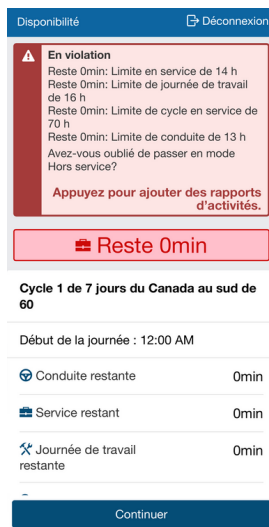 Disponibilité
Déconnexion
En violation
Reste 0min: Limite en service de 14 h
Reste 0min: Limite de journée de travail
de 16 h
Reste 0min: Limite de cycle en service de
70 h
Reste 0min: Limite de conduite de 13 h
Avez-vous oublié de passer en mode
Hors service?
Appuyez pour ajouter des rapports
d'activités.
Reste 0min
Cycle 1 de 7 jours du Canada au sud de
60
Début de la journée : 12:00 AM
Conduite restante 0min
Service restant 0min
Journée de travail 0min
restante
Continuer